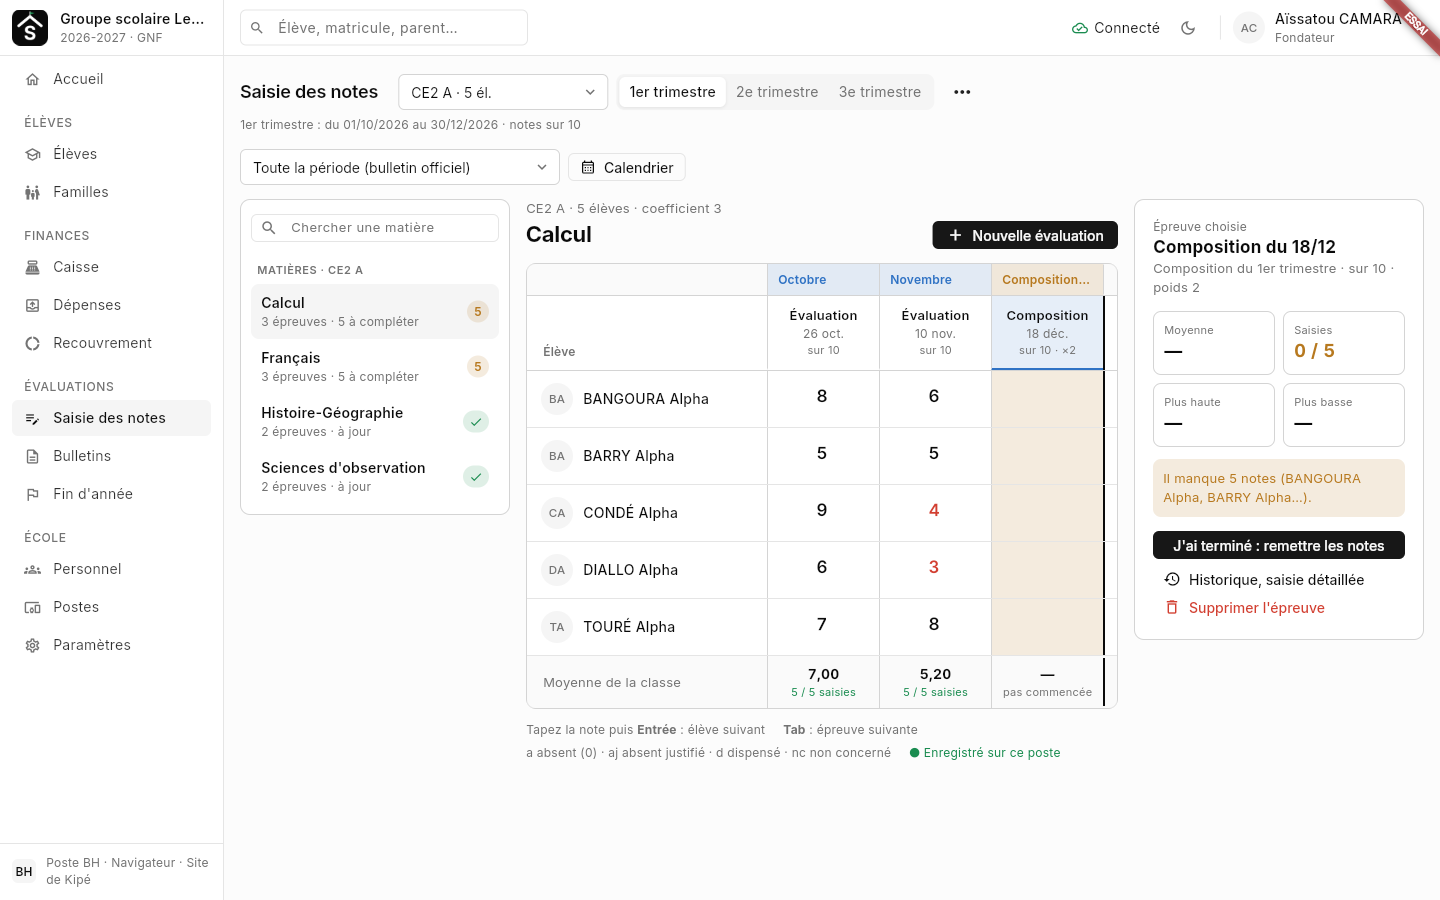 Groupe scolaire Le...
2026-2027 · GNF
Élève, matricule, parent...
Connecté
AC
Aïssatou CAMARA
Fondateur
ESSAI
Accueil
ÉLÈVES
Élèves
Familles
FINANCES
Caisse
Dépenses
Recouvrement
ÉVALUATIONS
Saisie des notes
Bulletins
Fin d'année
ÉCOLE
Personnel
Postes
Paramètres
BH
Poste BH · Navigateur · Site
de Kipé
Saisie des notes
CE2 A · 5 él.
1er trimestre
2e trimestre
3e trimestre
1er trimestre : du 01/10/2026 au 30/12/2026 · notes sur 10
Toute la période (bulletin officiel)
Calendrier
Chercher une matière
MATIÈRES · CE2 A
Calcul
3 épreuves · 5 à compléter
5
Français
3 épreuves · 5 à compléter
5
Histoire-Géographie
2 épreuves · à jour
Sciences d'observation
2 épreuves · à jour
CE2 A · 5 élèves · coefficient 3
Calcul
Nouvelle évaluation
Octobre
Novembre
Composition...
Élève
Évaluation
26 oct.
sur 10
Évaluation
10 nov.
sur 10
Composition
18 déc.
sur 10 · ×2
BA BANGOURA Alpha 8 6
BA BARRY Alpha 5 5
CA CONDÉ Alpha 9 4
DA DIALLO Alpha 6 3
TA TOURÉ Alpha 7 8
Moyenne de la classe
7,00
5 / 5 saisies
5,20
5 / 5 saisies
—
pas commencée
Tapez la note puis Entrée : élève suivant Tab : épreuve suivante
a absent (0) · aj absent justifié · d dispensé · nc non concerné
Enregistré sur ce poste
Épreuve choisie
Composition du 18/12
Composition du 1er trimestre · sur 10 ·
poids 2
Moyenne
—
Saisies
0 / 5
Plus haute
—
Plus basse
—
Il manque 5 notes (BANGOURA
Alpha, BARRY Alpha...).
J'ai terminé : remettre les notes
Historique, saisie détaillée
Supprimer l'épreuve